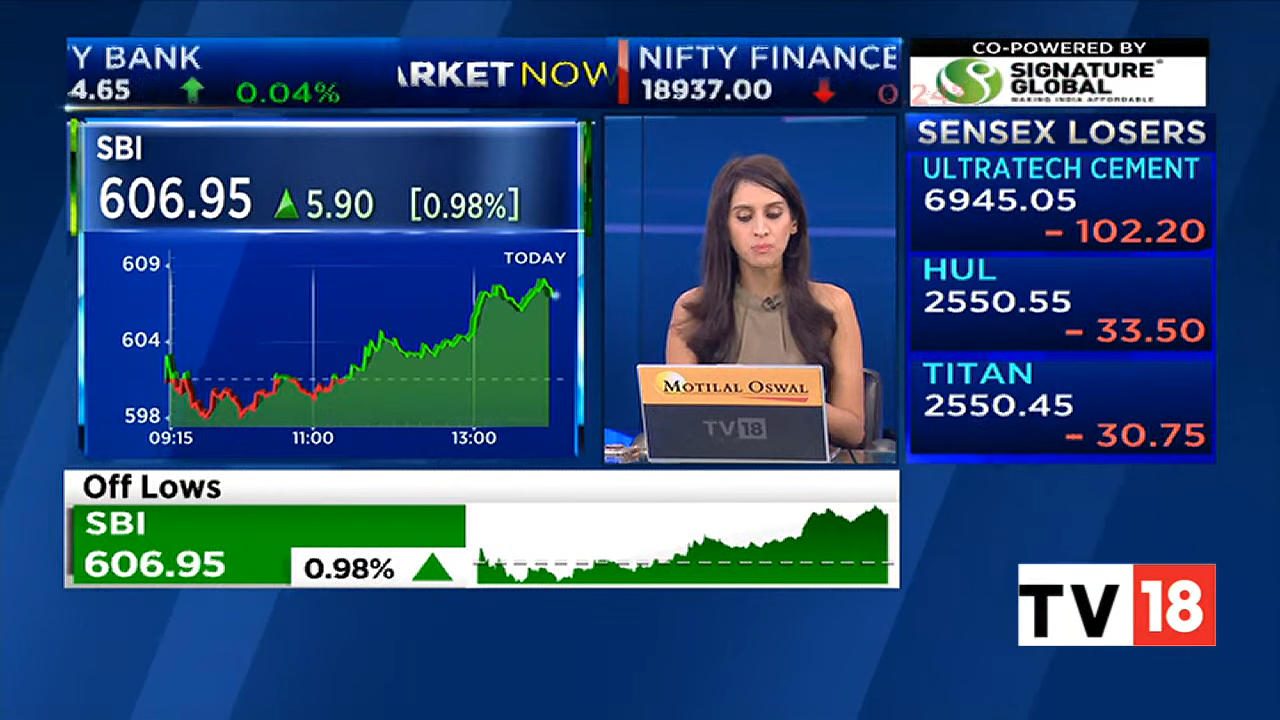 Y BANK
4.65 0.04%
ARKET NOW
NIFTY FINANCE
18937.00
CO-POWERED BY
SIGNATURE
GLOBAL
MAKING INDIA AFFORDABLE
SBI
606.95 5.90 [0.98%]
TODAY
609
604
598
09:15 11:00 13:00
MOTILAL OSWAL
TV18
SENSEX LOSERS
ULTRATECH CEMENT
6945.05
- 102.20
HUL
2550.55
- 33.50
TITAN
2550.45
- 30.75
Off Lows
SBI
606.95 0.98%
TV18